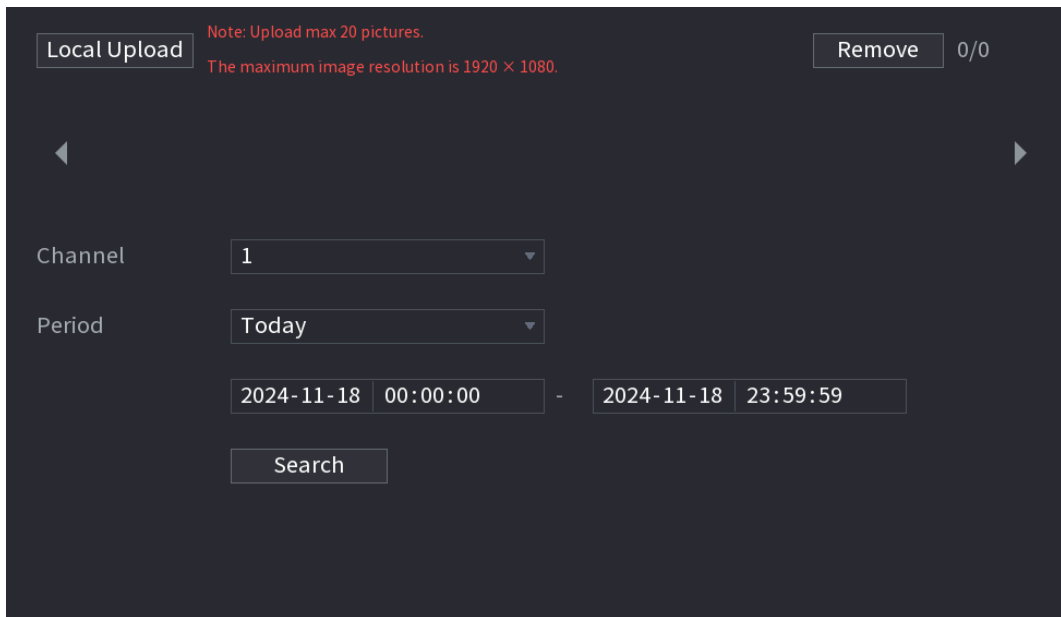 Local Upload
Note: Upload max 20 pictures.
The maximum image resolution is 1920 × 1080.
Remove 0/0
Channel 1
Period Today
2024-11-18 00:00:00 - 2024-11-18 23:59:59
Search